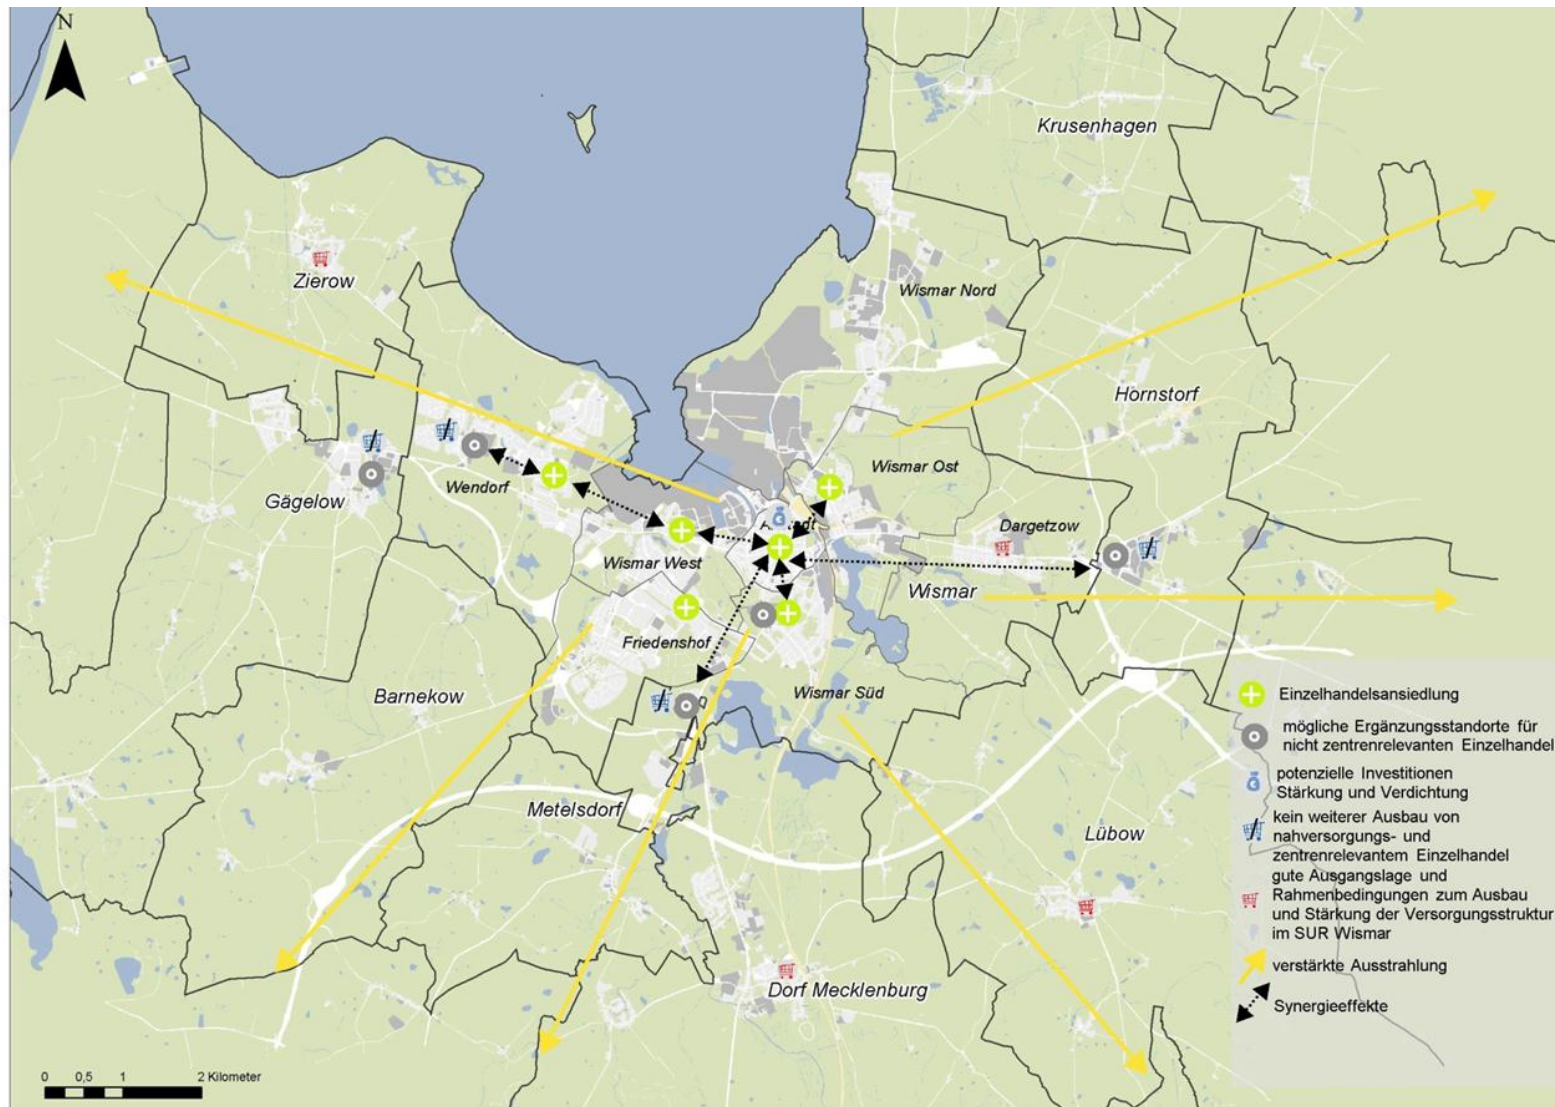 N
Krusenhagen
Wismar Nord
Zierow
Hornstorf
Wismar Ost
Gägelow
Wendorf
Dargetzow
Wismar West
Wismar
Friedenshof
Barnekow
Wismar Süd
Metelsdorf
Lübow
Dorf Mecklenburg
Einzelhandelsansiedlung
mögliche Ergänzungsstandorte für
nicht zentrenrelevanten Einzelhandel
potenzielle Investitionen
Stärkung und Verdichtung
kein weiterer Ausbau von
nahversorgungs- und
zentrenrelevantem Einzelhandel
gute Ausgangslage und
Rahmenbedingungen zum Ausbau
und Stärkung der Versorgungsstruktur
im SUR Wismar
verstärkte Ausstrahlung
Synergieeffekte
0 0,5 1 2 Kilometer